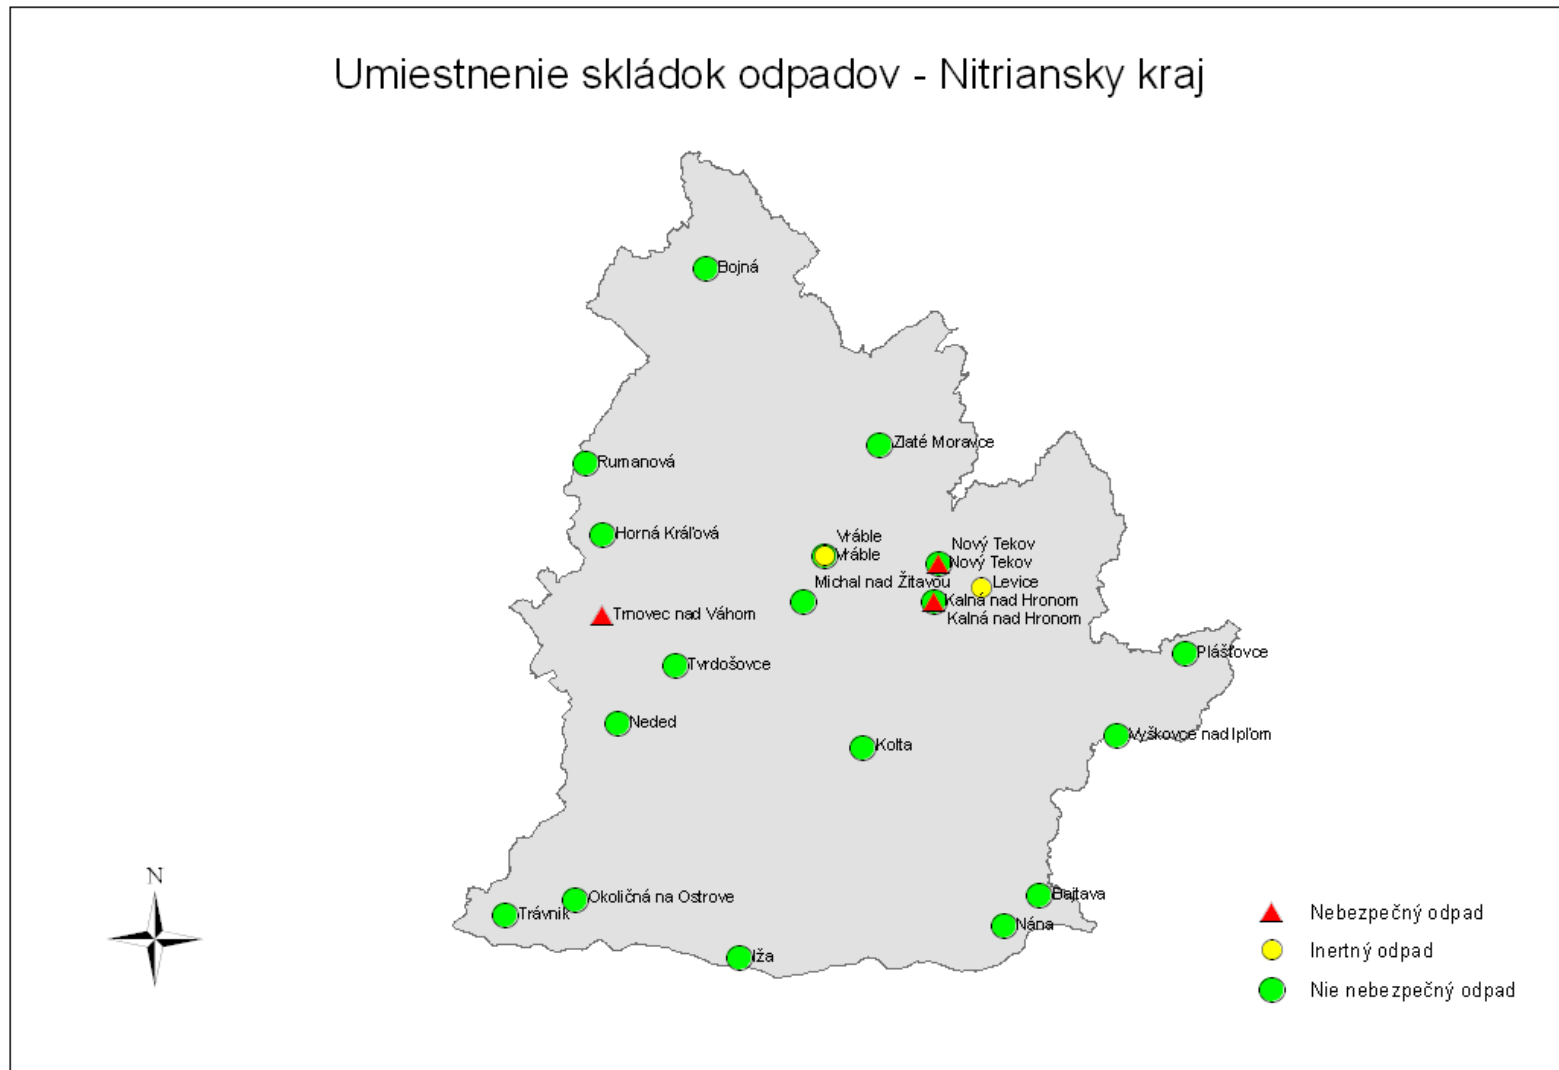 Umiestnenie skládok odpadov - Nitriansky kraj
Bojná
Zlaté Moravce
Rumanová
Horná Kráľová
Vráble
Vráble
Nový Tekov
Nový Tekov
Michal nad Žitavou
Levice
Kalná nad Hronom
Kalná nad Hronom
Trnovec nad Váhom
Plášťovce
Tvrdošovce
Neded
Vyškovce nad Ipľom
Kolta
N
Okoličná na Ostrove
Bajtava
Trávnik
Nána
Iža
Nebezpečný odpad
Inertný odpad
Nie nebezpečný odpad